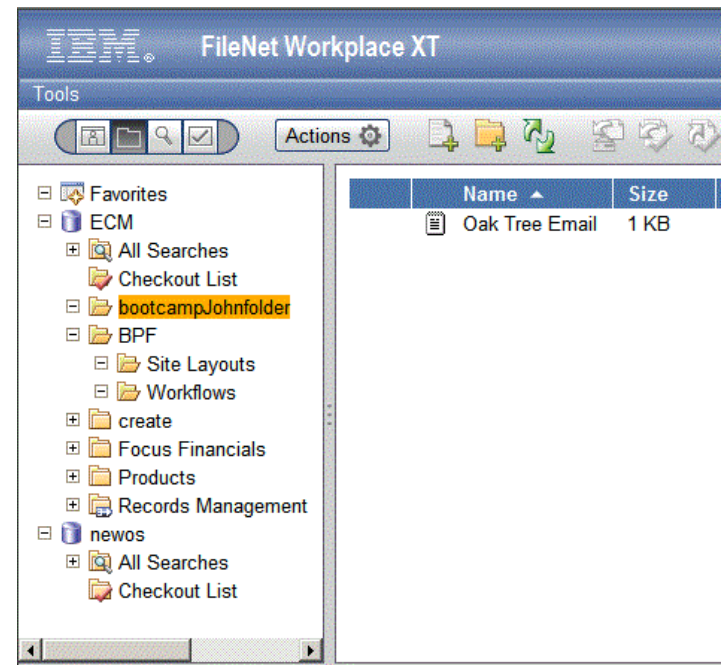 IBM® FileNet Workplace XT
Tools
Actions
Favorites
ECM
All Searches
Checkout List
bootcampJohnfolder
BPF
Site Layouts
Workflows
create
Focus Financials
Products
Records Management
newos
All Searches
Checkout List
Name Size
Oak Tree Email 1 KB